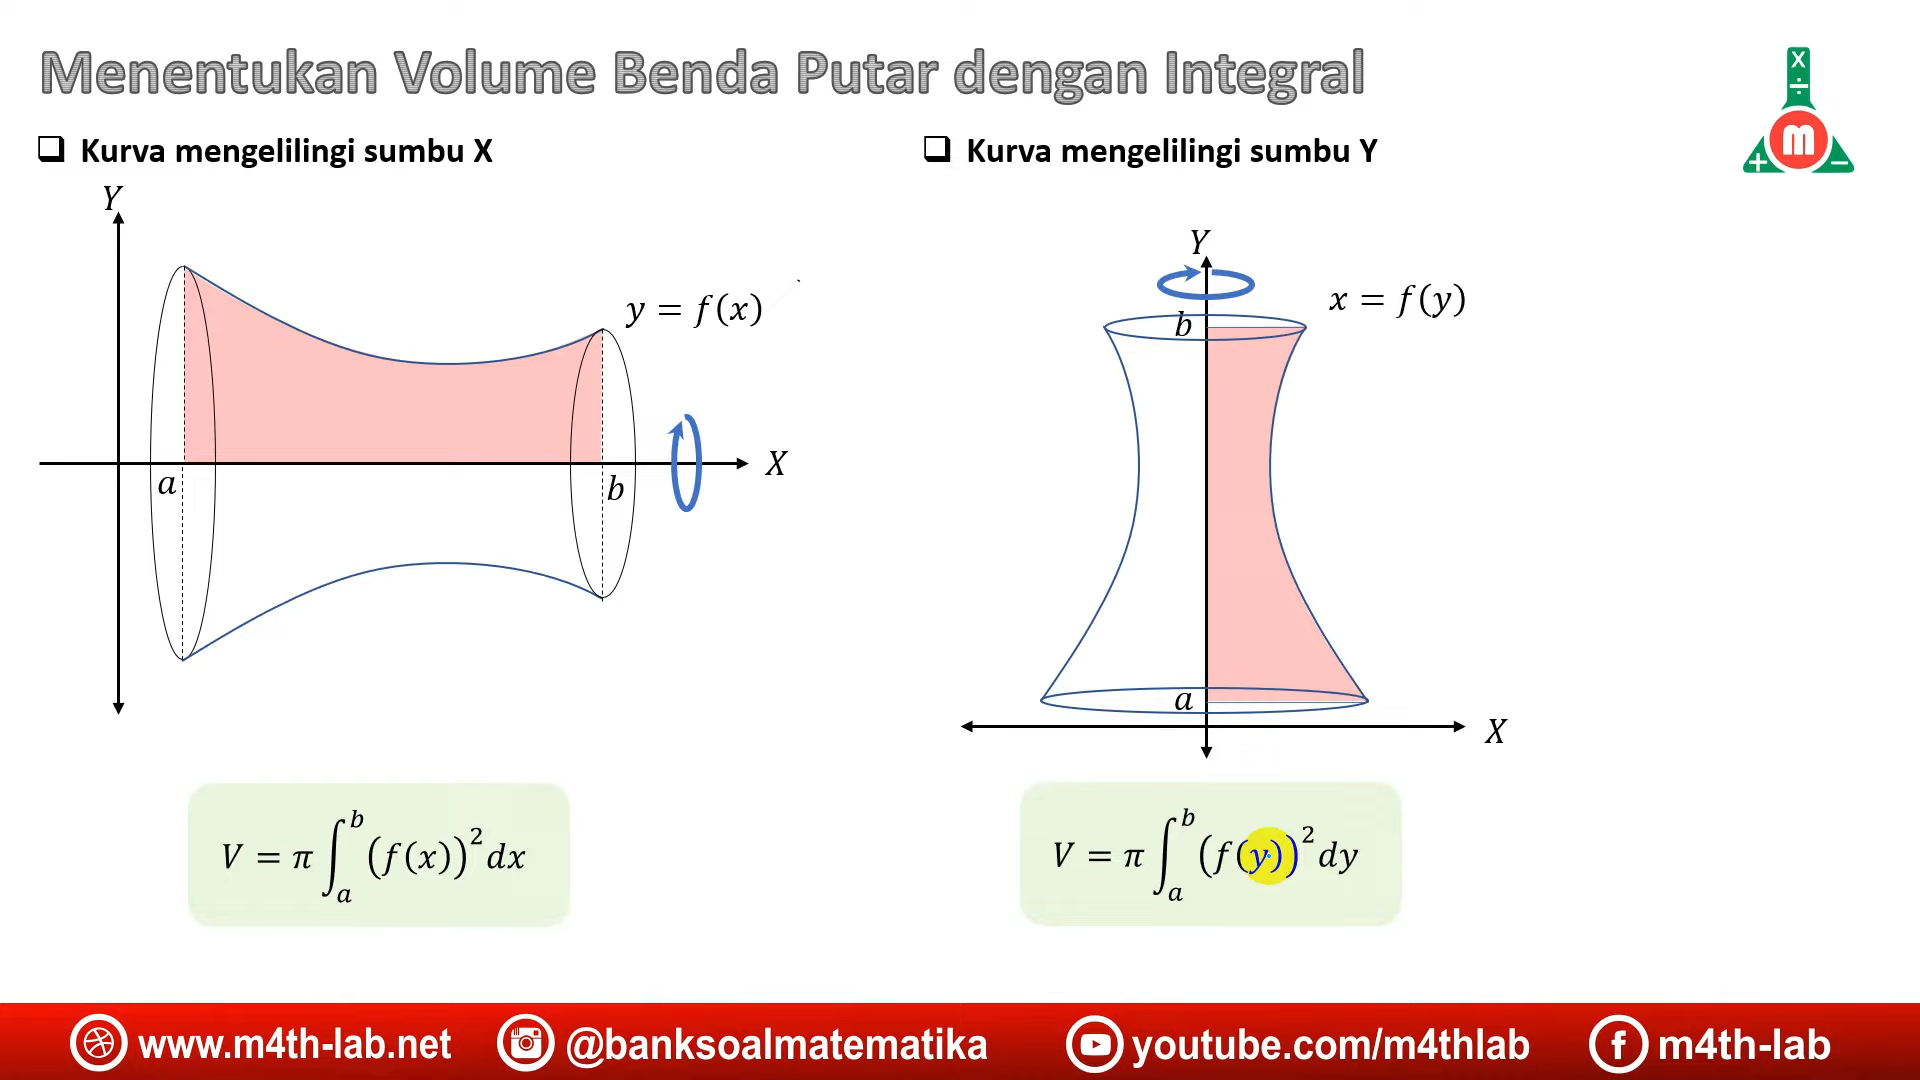 Menentukan Volume Benda Putar dengan Integral
❑ Kurva mengelilingi sumbu X
Y
y = f(x)
X
a
b
V = π ∫_a^b (f(x))² dx
❑ Kurva mengelilingi sumbu Y
Y
x = f(y)
b
a
X
V = π ∫_a^b (f(y))² dy
X
÷
m
+
−
www.m4th-lab.net
@banksoalmatematika
youtube.com/m4thlab
f
m4th-lab